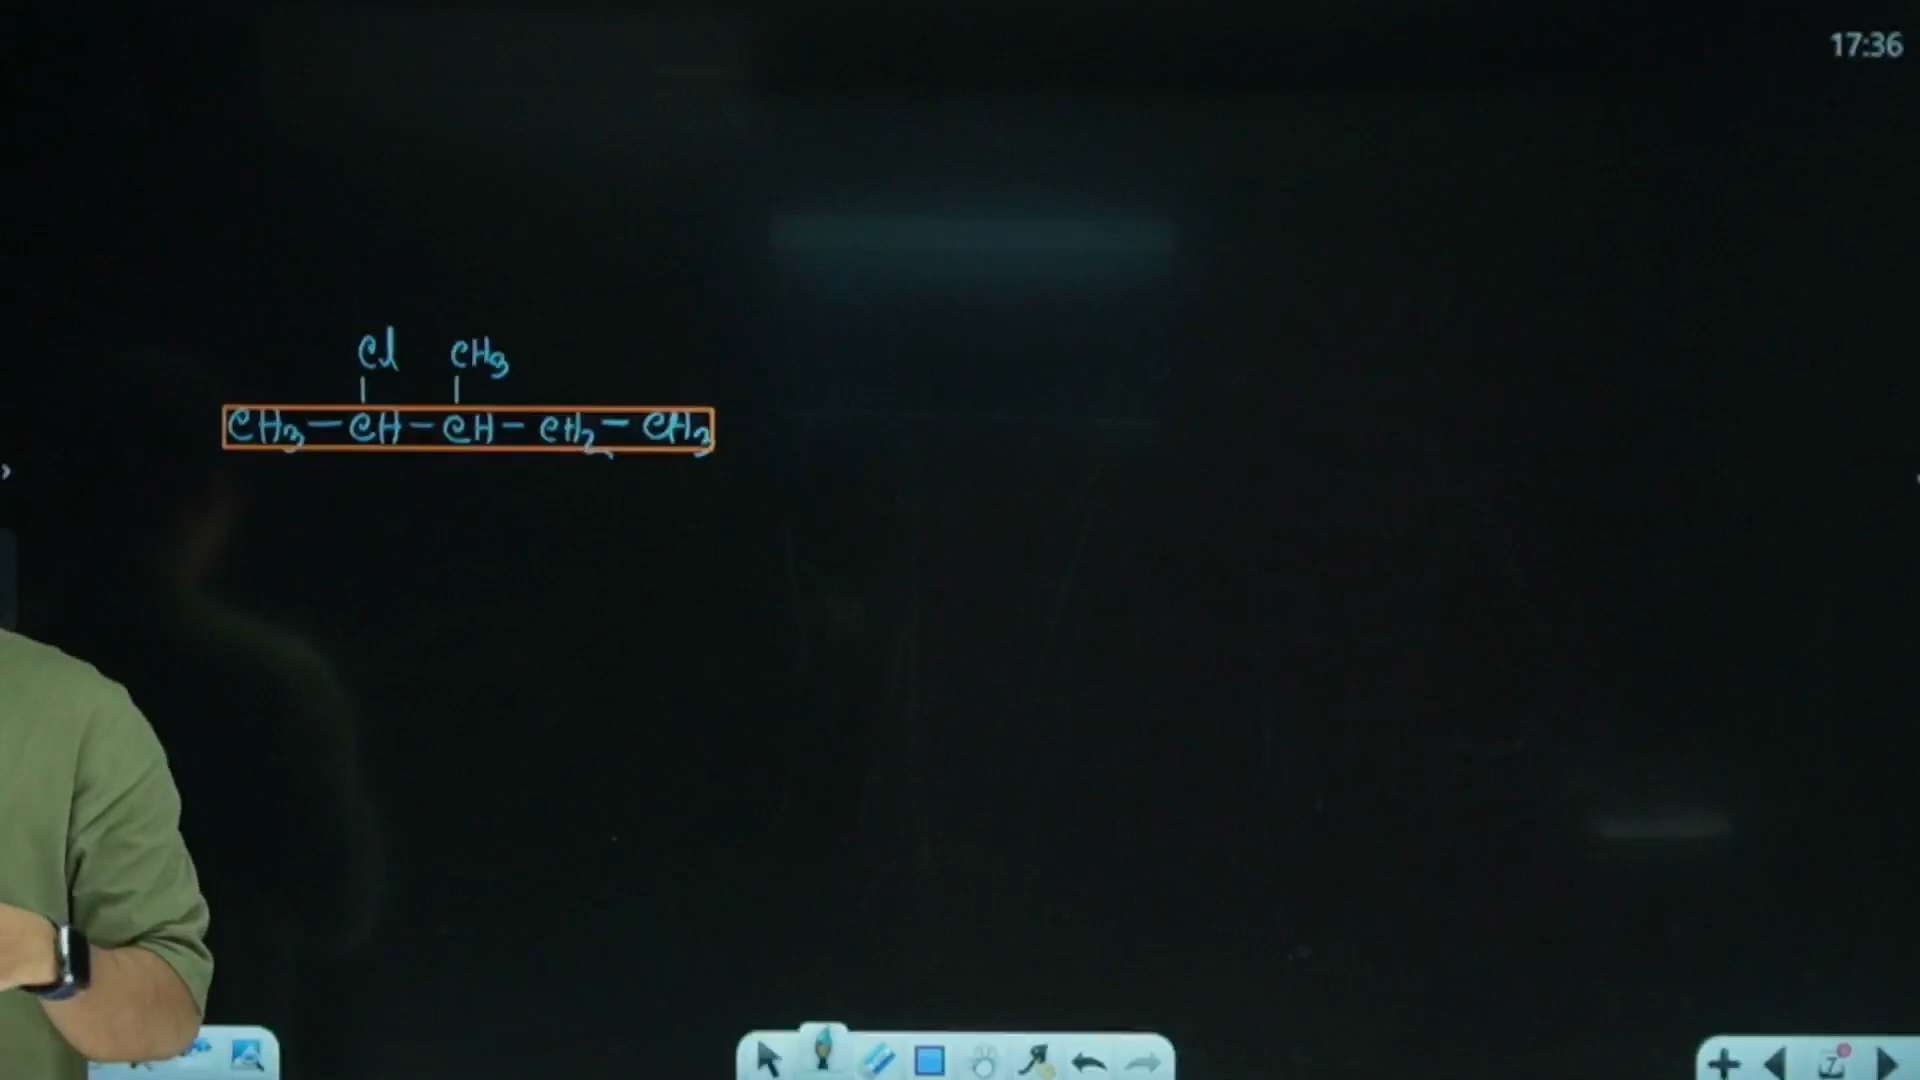 17:36
Cl CH3
| |
CH3 — CH — CH — CH2 — CH3